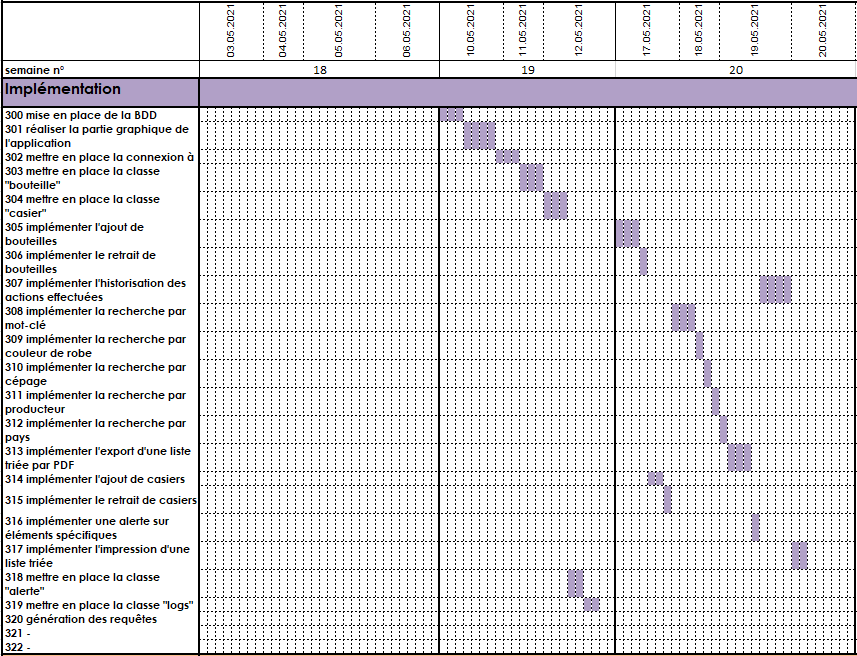 03.05.2021
04.05.2021
05.05.2021
06.05.2021
10.05.2021
11.05.2021
12.05.2021
17.05.2021
18.05.2021
19.05.2021
20.05.2021
semaine n° 18 19 20
Implémentation
300 mise en place de la BDD
301 réaliser la partie graphique de
l'application
302 mettre en place la connexion à
303 mettre en place la classe
"bouteille"
304 mettre en place la classe
"casier"
305 implémenter l'ajout de
bouteilles
306 implémenter le retrait de
bouteilles
307 implémenter l'historisation des
actions effectuées
308 implémenter la recherche par
mot-clé
309 implémenter la recherche par
couleur de robe
310 implémenter la recherche par
cépage
311 implémenter la recherche par
producteur
312 implémenter la recherche par
pays
313 implémenter l'export d'une liste
triée par PDF
314 implémenter l'ajout de casiers
315 implémenter le retrait de casiers
316 implémenter une alerte sur
éléments spécifiques
317 implémenter l'impression d'une
liste triée
318 mettre en place la classe
"alerte"
319 mettre en place la classe "logs"
320 génération des requêtes
321 -
322 -